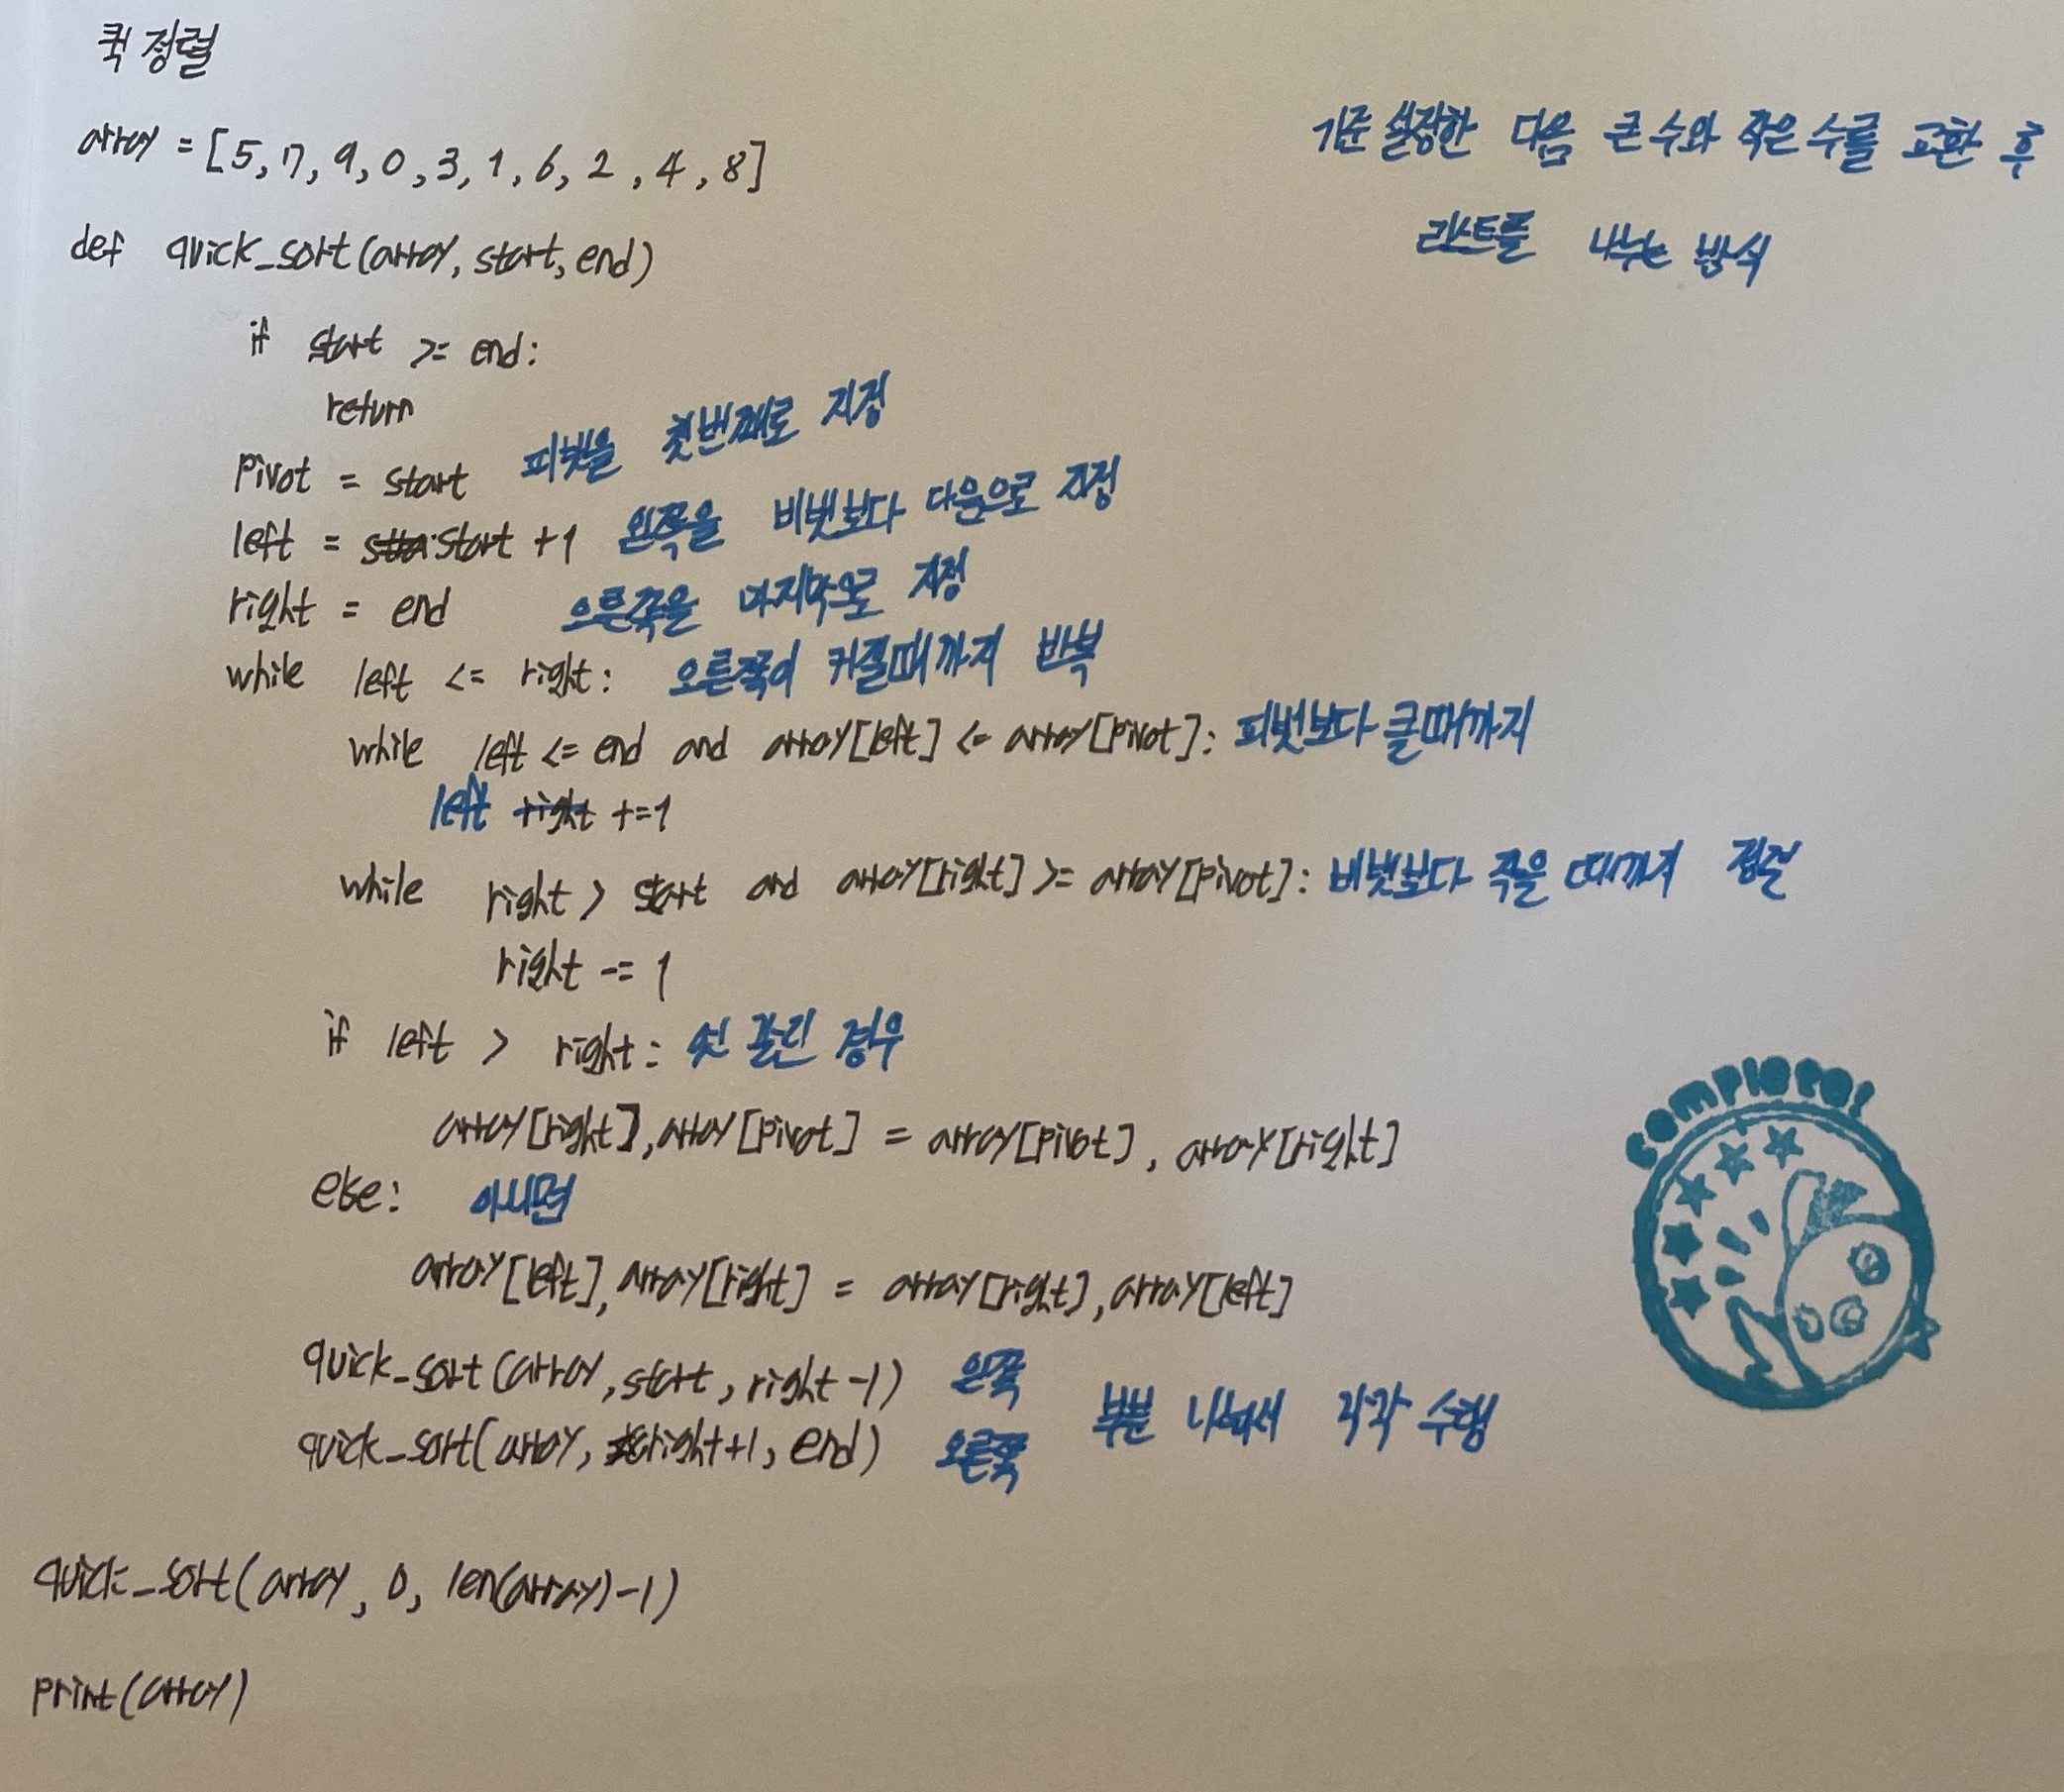 퀵 정렬
array = [5, 7, 9, 0, 3, 1, 6, 2, 4, 8]
기준 설정한 다음 큰 수와 작은 수를 교환 후
리스트를 나누는 방식
def quick_sort(array, start, end)
if start >= end:
return
Pivot = start 피벗을 첫번째로 지정
left = start +1 왼쪽을 비벗보다 다음으로 지정
right = end 으른쪽을 마지막으로 지정
while left <= right: 오른쪽이 커질때까지 반복
while left <= end and array[left] <= array[pivot]: 피벗보다 클때까지
left right +=1
while right > start and array[right] >= array[pivot]: 비벗보다 작을 때까지
right -= 1
if left > right: 엇 갈린 경우
array[right], array[pivot] = array[pivot], array[right]
else: 아니면
array[left], array[right] = array[right], array[left]
quick_sort(array, start, right-1) 왼쪽
quick_sort(array, right+1, end) 오른쪽
부분 나눠서 각각 수행
complete!
quick_sort(array, 0, len(array)-1)
print(array)